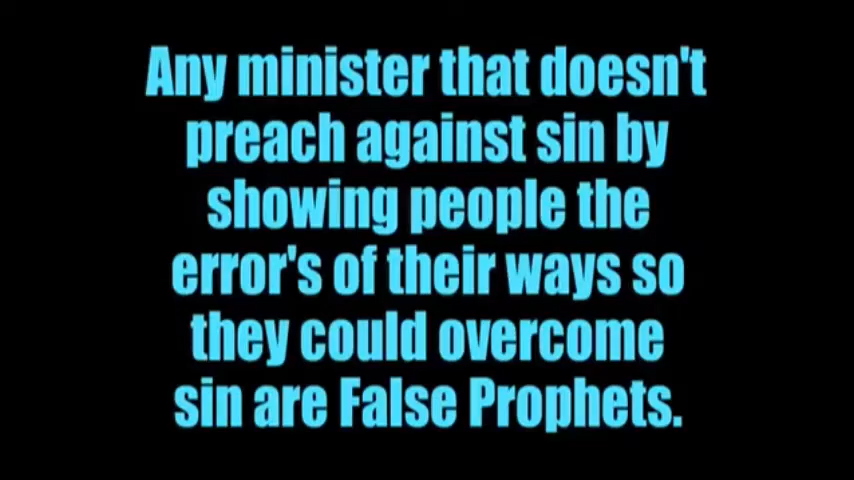 Any minister that doesn't
preach against sin by
showing people the
error's of their ways so
they could overcome
sin are False Prophets.